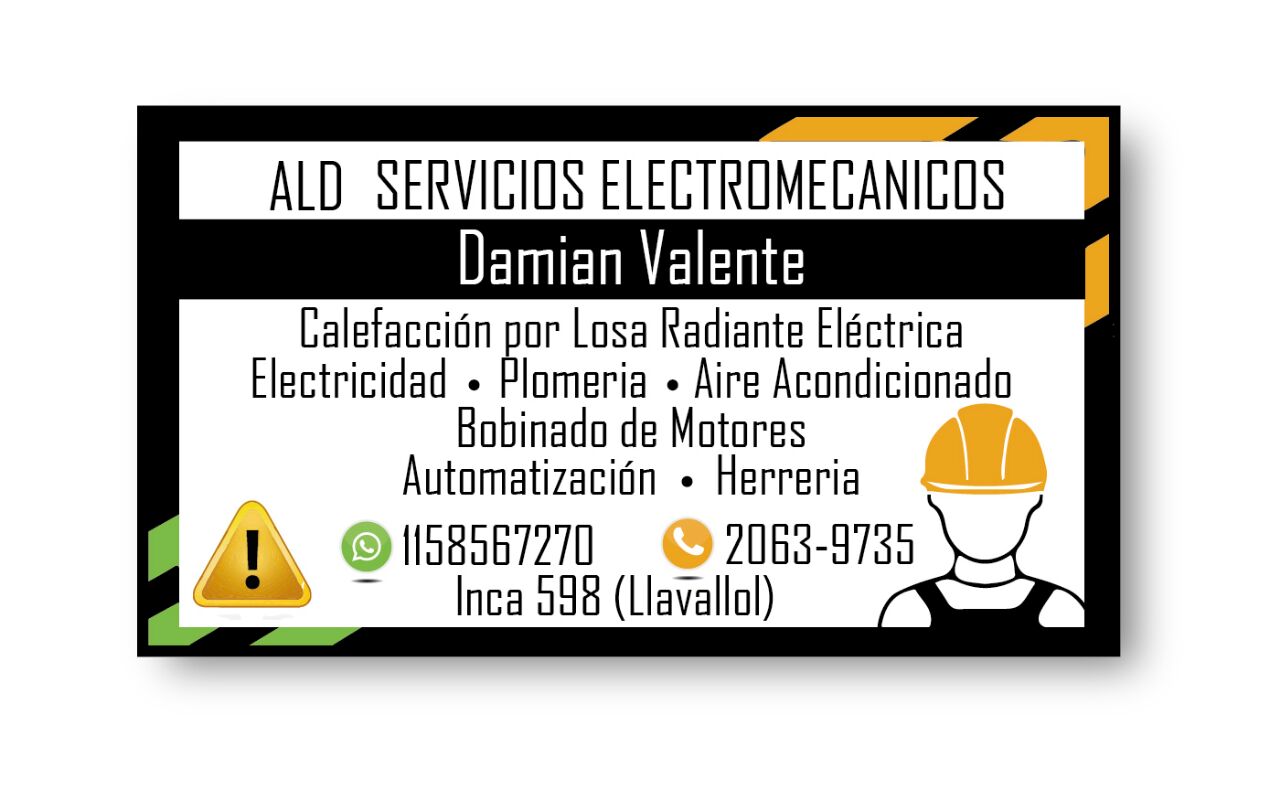 ALD SERVICIOS ELECTROMECANICOS
Damian Valente
Calefacción por Losa Radiante Eléctrica
Electricidad • Plomeria • Aire Acondicionado
Bobinado de Motores
Automatización • Herreria
1158567270 2063-9735
Inca 598 (Llavallol)